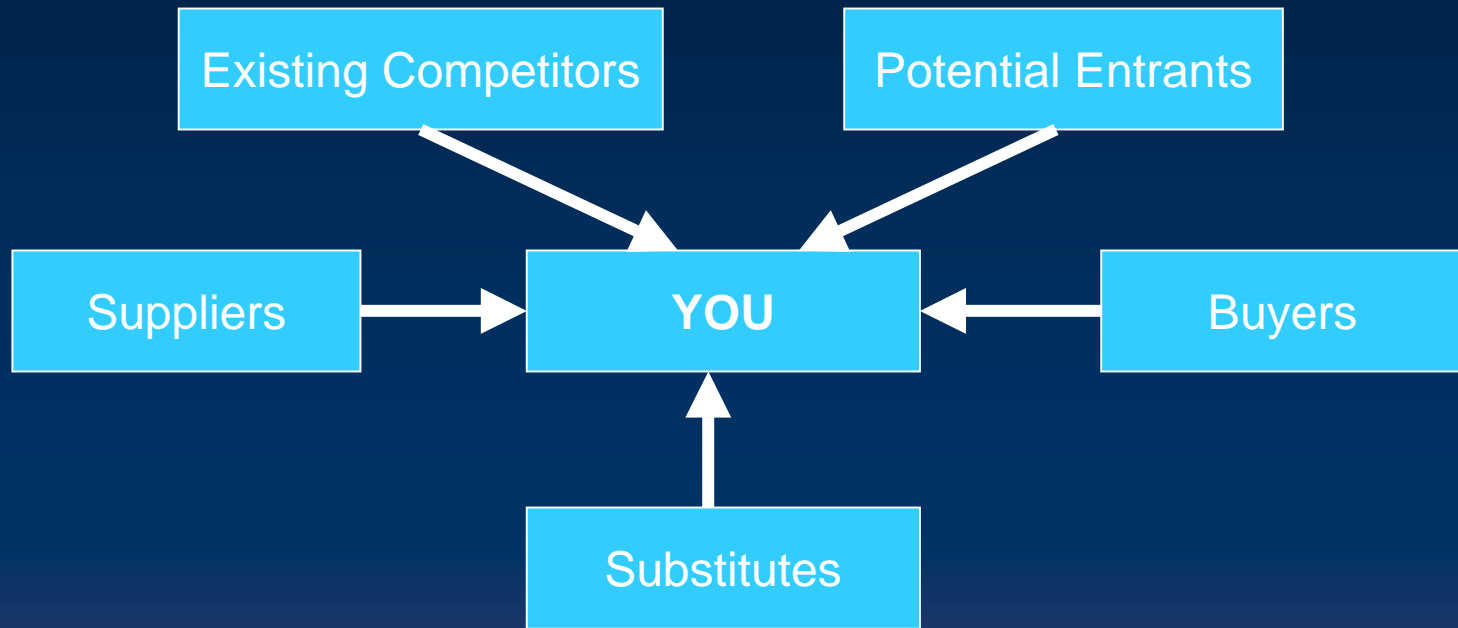 Existing Competitors
Potential Entrants
Suppliers
YOU
Buyers
Substitutes